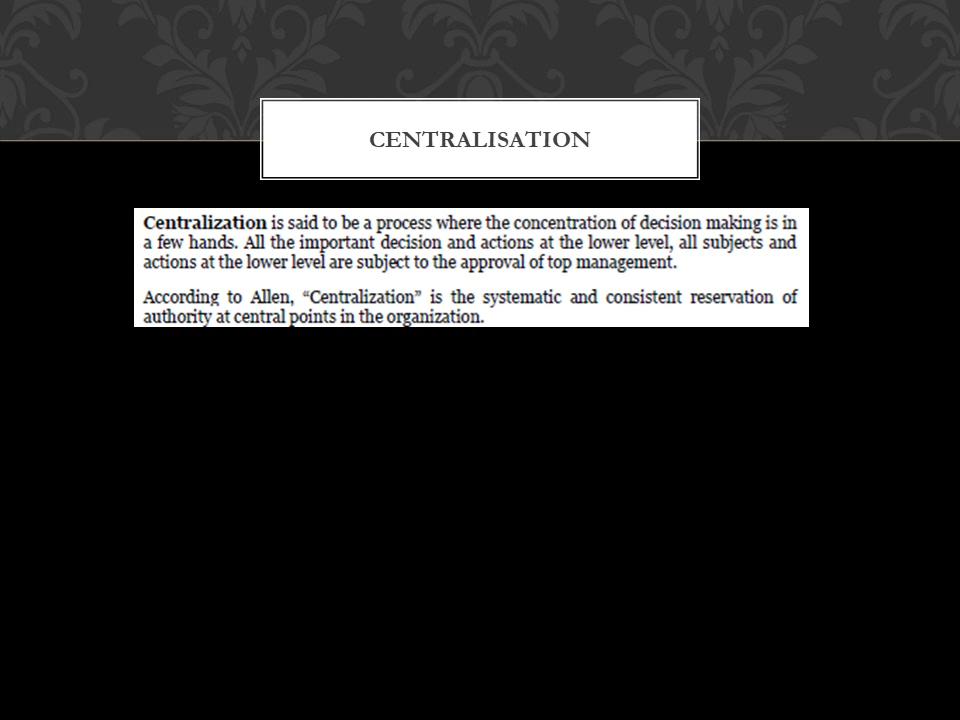 CENTRALISATION
Centralization is said to be a process where the concentration of decision making is in
a few hands. All the important decision and actions at the lower level, all subjects and
actions at the lower level are subject to the approval of top management.
According to Allen, “Centralization” is the systematic and consistent reservation of
authority at central points in the organization.